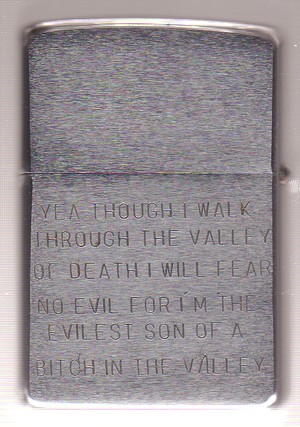 YEA THOUGH I WALK
THROUGH THE VALLEY
OF DEATH I WILL FEAR
NO EVIL FOR I'M THE
EVILEST SON OF A
BITCH IN THE VALLEY